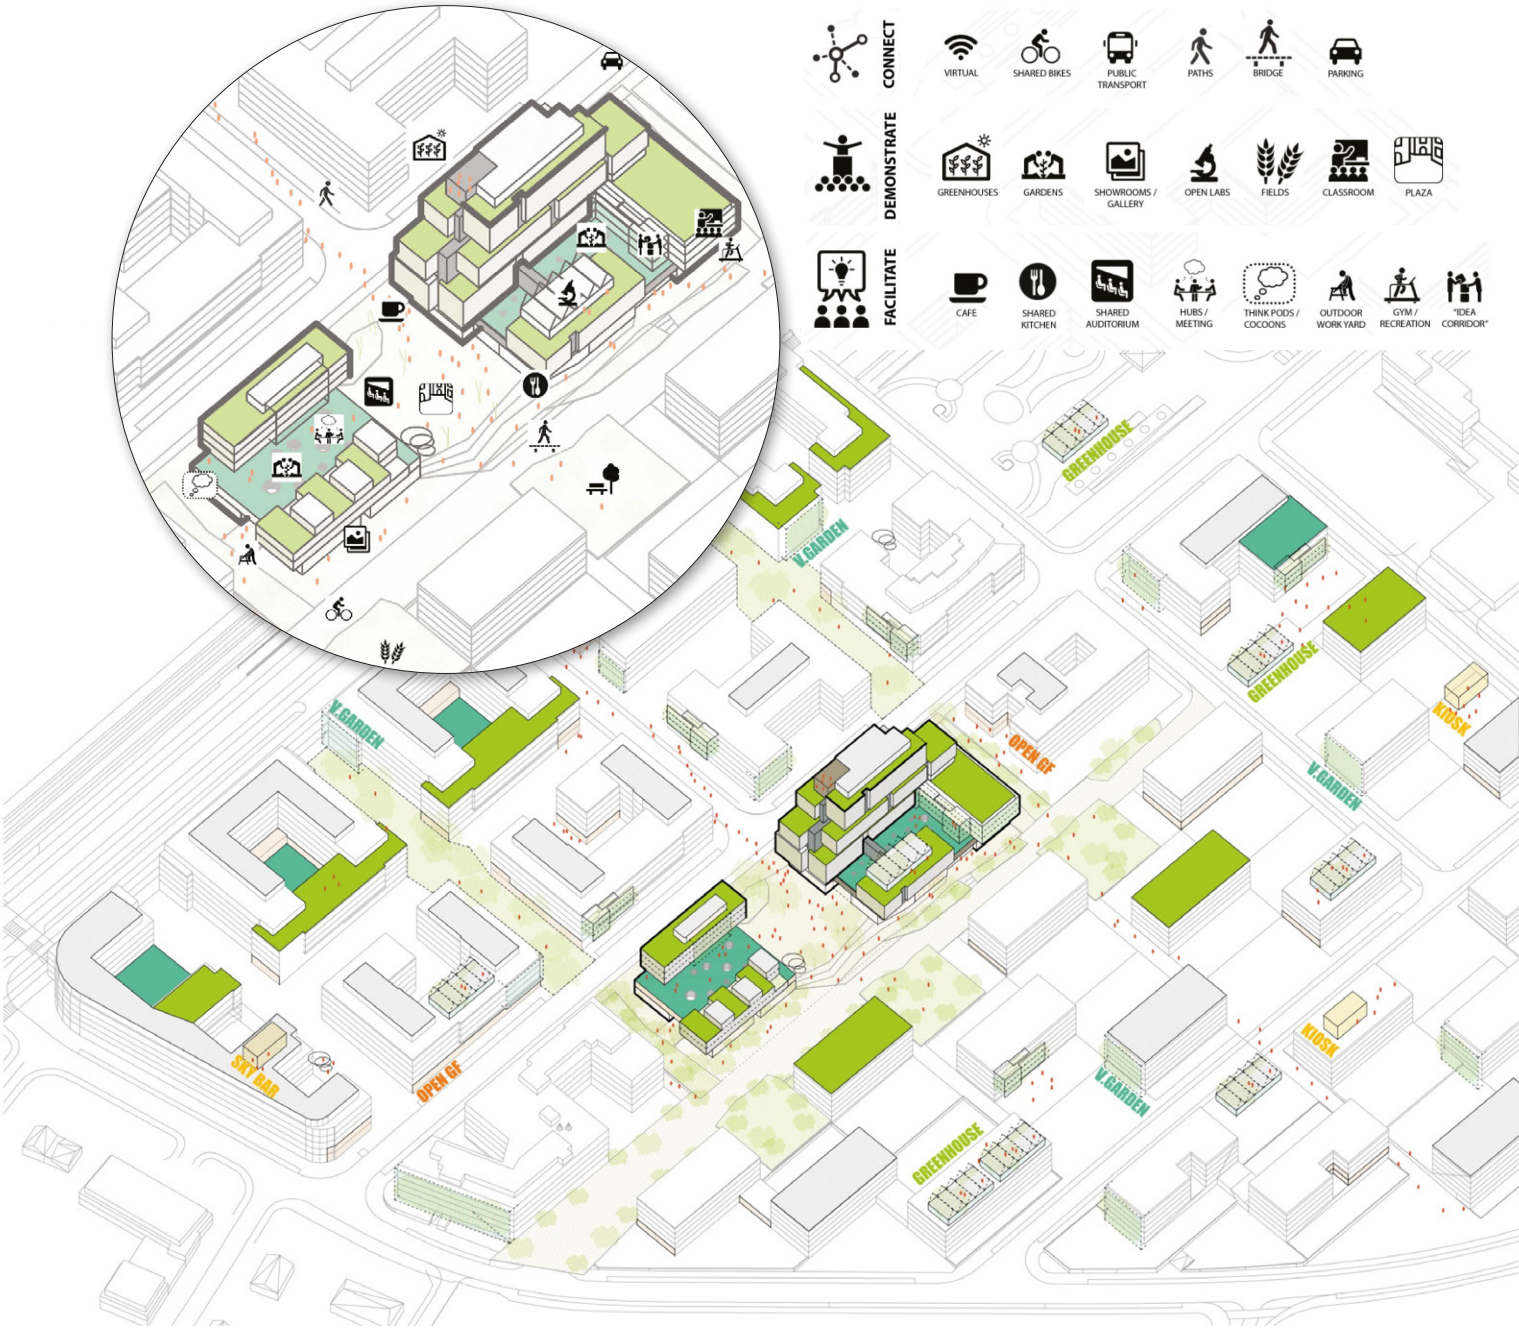 CONNECT
VIRTUAL
SHARED BIKES
PUBLIC
TRANSPORT
PATHS
BRIDGE
PARKING
DEMONSTRATE
GREENHOUSES
GARDENS
SHOWROOMS /
GALLERY
OPEN LABS
FIELDS
CLASSROOM
PLAZA
FACILITATE
CAFE
SHARED
KITCHEN
SHARED
AUDITORIUM
HUBS /
MEETING
THINK PODS /
COCOONS
OUTDOOR
WORK YARD
GYM /
RECREATION
"IDEA
CORRIDOR"
GREENHOUSE
V.GARDEN
GREENHOUSE
KIOSK
V.GARDEN
OPEN GF
V.GARDEN
SKY BAR
OPEN GF
KIOSK
V.GARDEN
GREENHOUSE